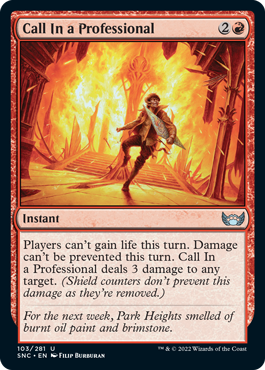 Call In a Professional 2
Instant
Players can't gain life this turn. Damage
can't be prevented this turn. Call In
a Professional deals 3 damage to any
target. (Shield counters don't prevent this
damage as they're removed.)
For the next week, Park Heights smelled
of burnt oil paint and brimstone.
103/281 U
SNC • EN Filip Burburan
™ & © 2022 Wizards of the Coast